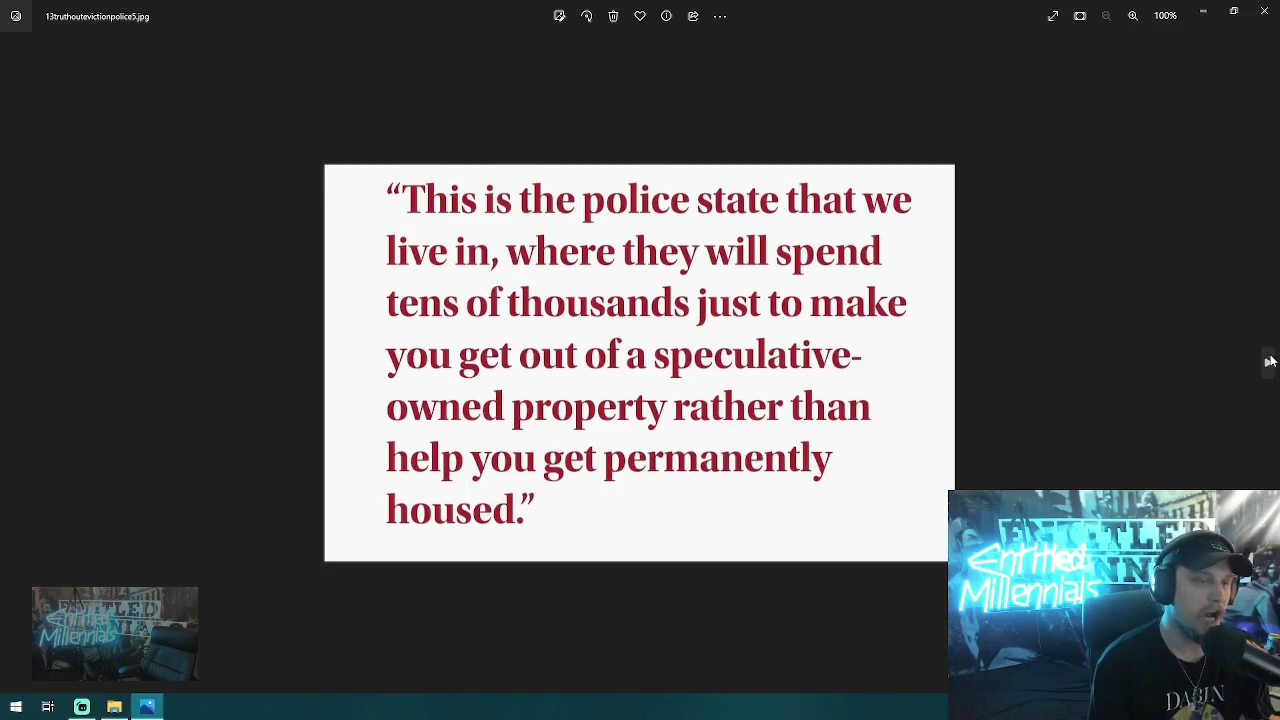 13truthoutevictionpolice5.jpg
100%
“This is the police state that we
live in, where they will spend
tens of thousands just to make
you get out of a speculative-
owned property rather than
help you get permanently
housed.”
ENTITLED
Entitled
Millennials
Entitled
Millennials
DABIN